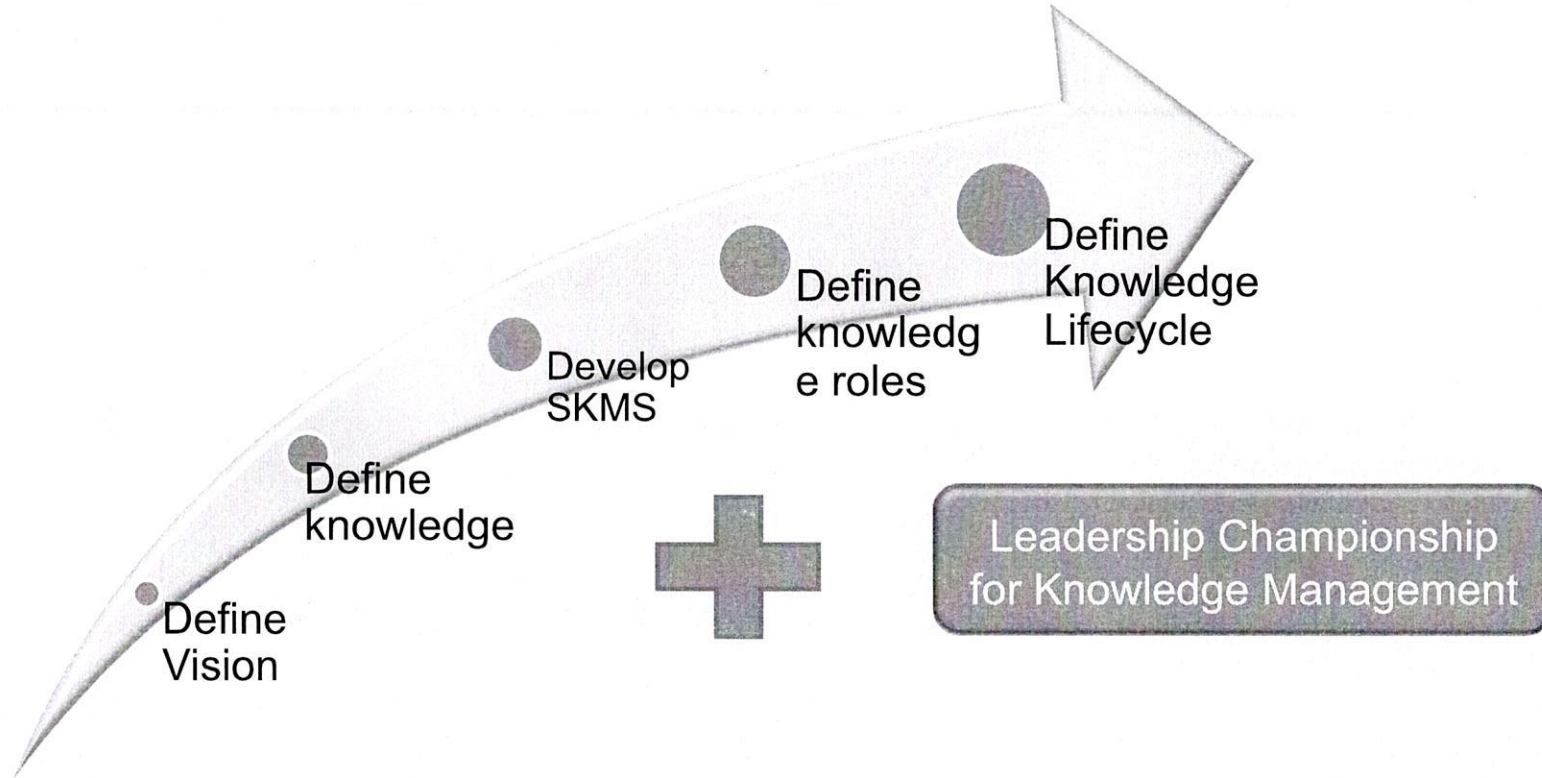 Define
Vision
Define
knowledge
Develop
SKMS
Define
knowledg
e roles
Define
Knowledge
Lifecycle
Leadership Championship
for Knowledge Management